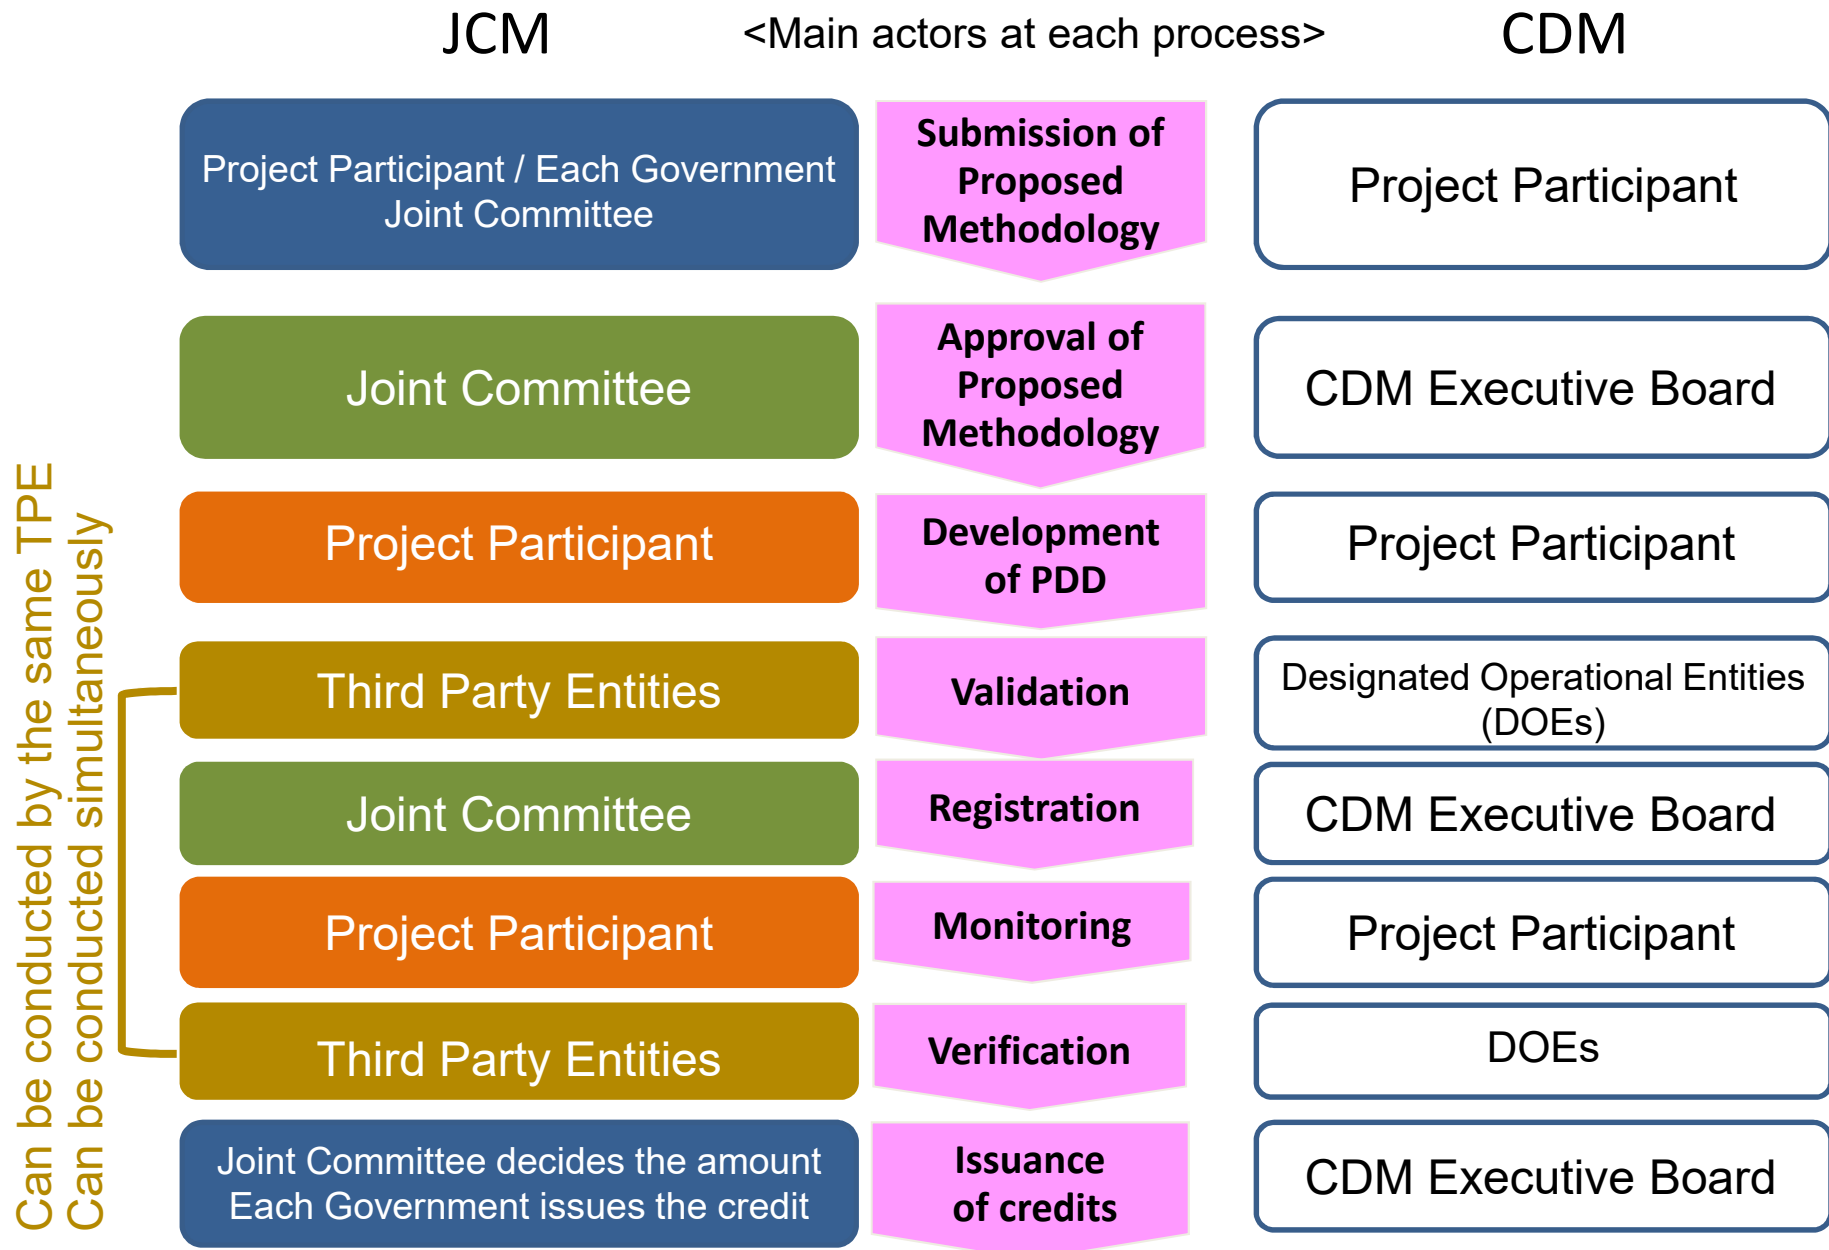 JCM
<Main actors at each process>
CDM
Project Participant / Each Government
Joint Committee
Submission of
Proposed
Methodology
Project Participant
Joint Committee
Approval of
Proposed
Methodology
CDM Executive Board
Project Participant
Development
of PDD
Project Participant
Third Party Entities
Validation
Designated Operational Entities
(DOEs)
Joint Committee
Registration
CDM Executive Board
Project Participant
Monitoring
Project Participant
Third Party Entities
Verification
DOEs
Joint Committee decides the amount
Each Government issues the credit
Issuance
of credits
CDM Executive Board
Can be conducted by the same TPE
Can be conducted simultaneously